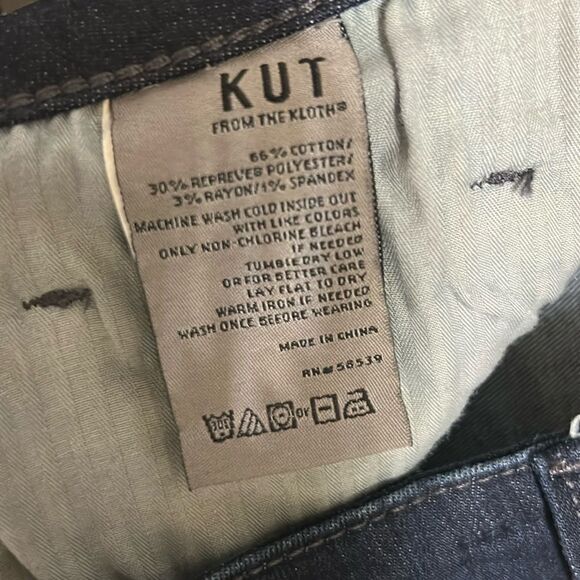 KUT
FROM THE KLOTH®
66% COTTON/
30% REPREVE® POLYESTER/
3% RAYON/1% SPANDEX
MACHINE WASH COLD INSIDE OUT
WITH LIKE COLORS
ONLY NON-CHLORINE BLEACH
IF NEEDED
TUMBLE DRY LOW
OR FOR BETTER CARE
LAY FLAT TO DRY
WARM IRON IF NEEDED
WASH ONCE BEFORE WEARING
MADE IN CHINA
RN# 56539
or